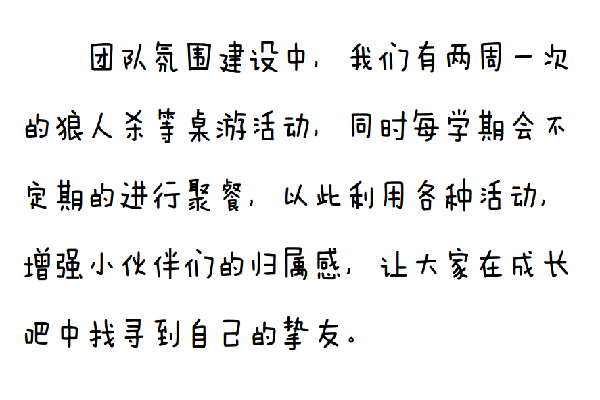 团队氛围建设中，我们有两周一次
的狼人杀等桌游活动，同时每学期会不
定期的进行聚餐，以此利用各种活动，
增强小伙伴们的归属感，让大家在成长
吧中找寻到自己的挚友。